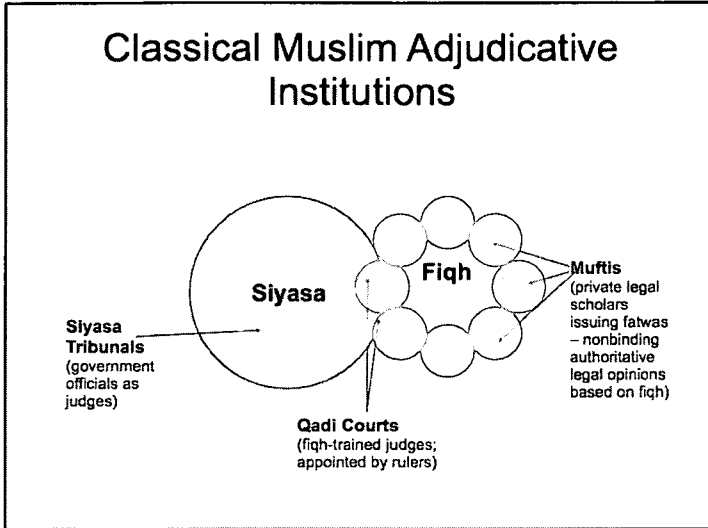 Classical Muslim Adjudicative
Institutions
Siyasa
Fiqh
Siyasa
Tribunals
(government
officials as
judges)
Qadi Courts
(fiqh-trained judges;
appointed by rulers)
Muftis
(private legal
scholars
issuing fatwas
– nonbinding
authoritative
legal opinions
based on fiqh)